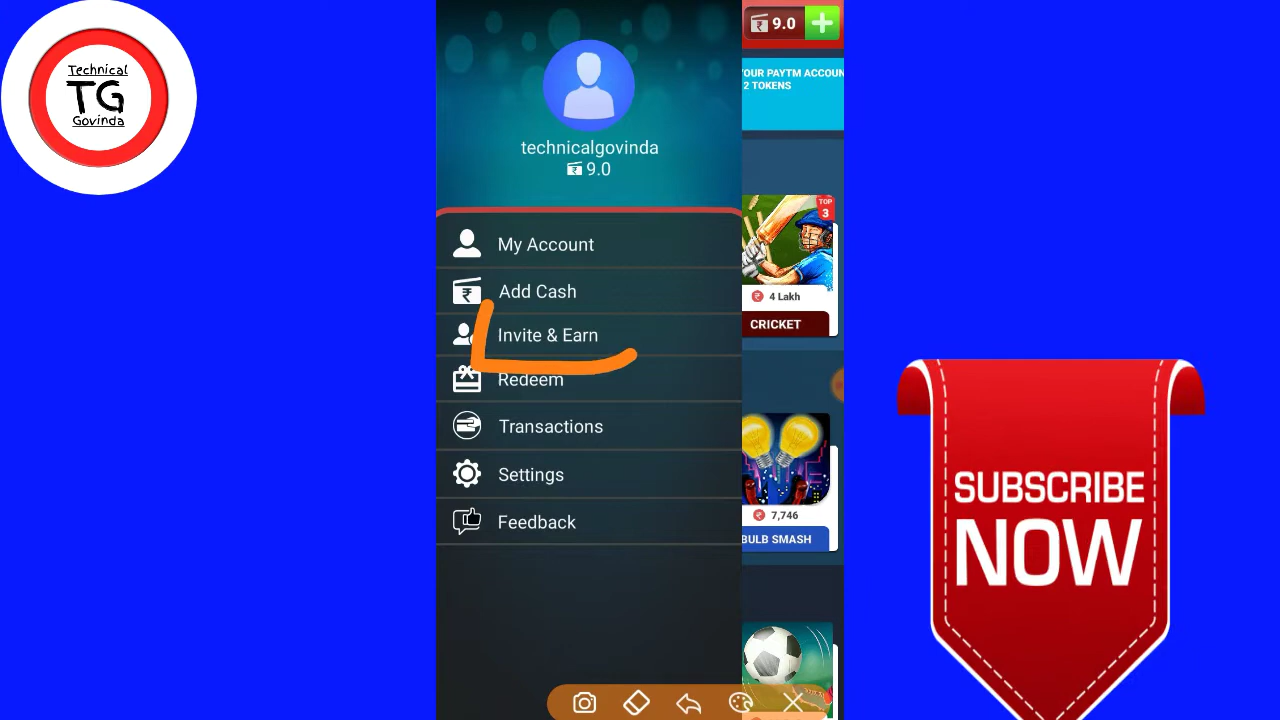 Technical
TG
Govinda
technicalgovinda
9.0
My Account
Add Cash
Invite & Earn
Redeem
Transactions
Settings
Feedback
9.0
YOUR PAYTM ACCOUN
2 TOKENS
TOP
3
4 Lakh
CRICKET
7,746
BULB SMASH
SUBSCRIBE
NOW